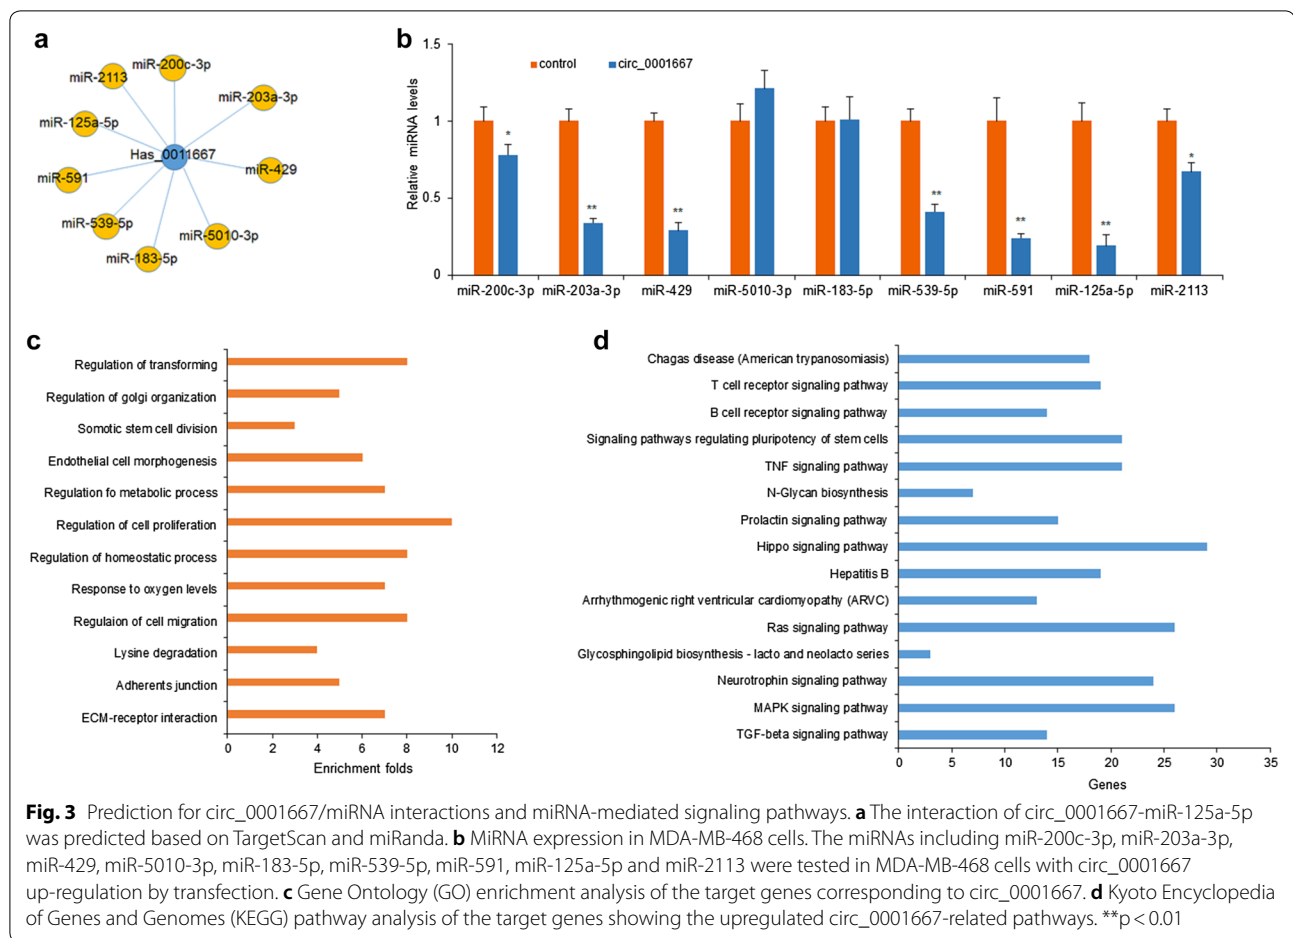 a
miR-200c-3p
miR-2113
miR-203a-3p
miR-125a-5p
Has_0011667
miR-429
miR-591
miR-539-5p
miR-5010-3p
miR-183-5p
b
1.5
control circ_0001667
1
0.5
0
Relative miRNA levels
* ** ** ** ** ** *
miR-200c-3p miR-203a-3p miR-429 miR-5010-3p miR-183-5p miR-539-5p miR-591 miR-125a-5p miR-2113
c
Regulation of transforming
Regulation of golgi organization
Somotic stem cell division
Endothelial cell morphogenesis
Regulation fo metabolic process
Regulation of cell proliferation
Regulation of homeostatic process
Response to oxygen levels
Regulaion of cell migration
Lysine degradation
Adherents junction
ECM-receptor interaction
0 2 4 6 8 10 12
Enrichment folds
d
Chagas disease (American trypanosomiasis)
T cell receptor signaling pathway
B cell receptor signaling pathway
Signaling pathways regulating pluripotency of stem cells
TNF signaling pathway
N-Glycan biosynthesis
Prolactin signaling pathway
Hippo signaling pathway
Hepatitis B
Arrhythmogenic right ventricular cardiomyopathy (ARVC)
Ras signaling pathway
Glycosphingolipid biosynthesis - lacto and neolacto series
Neurotrophin signaling pathway
MAPK signaling pathway
TGF-beta signaling pathway
0 5 10 15 20 25 30 35
Genes
Fig. 3 Prediction for circ_0001667/miRNA interactions and miRNA-mediated signaling pathways. a The interaction of circ_0001667-miR-125a-5p
was predicted based on TargetScan and miRanda. b MiRNA expression in MDA-MB-468 cells. The miRNAs including miR-200c-3p, miR-203a-3p,
miR-429, miR-5010-3p, miR-183-5p, miR-539-5p, miR-591, miR-125a-5p and miR-2113 were tested in MDA-MB-468 cells with circ_0001667
up-regulation by transfection. c Gene Ontology (GO) enrichment analysis of the target genes corresponding to circ_0001667. d Kyoto Encyclopedia
of Genes and Genomes (KEGG) pathway analysis of the target genes showing the upregulated circ_0001667-related pathways. **p < 0.01